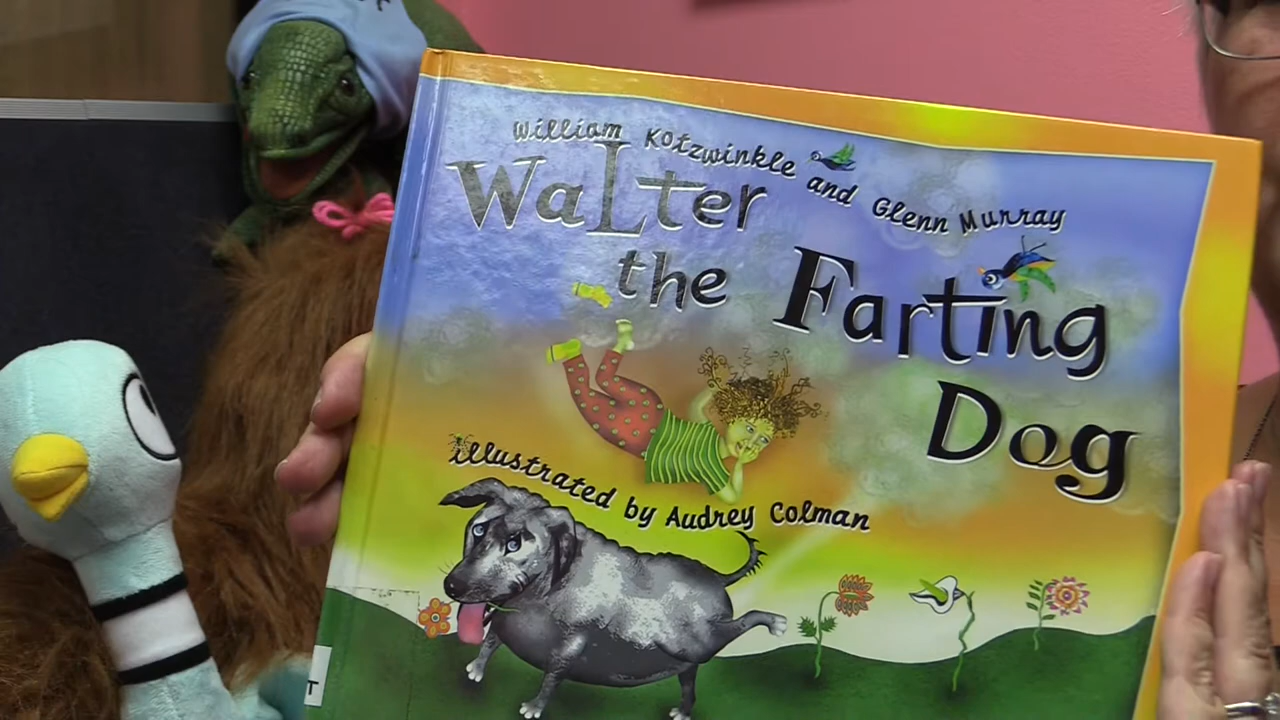 William Kotzwinkle and Glenn Murray
Walter
the Farting
Dog
illustrated by Audrey Colman
T